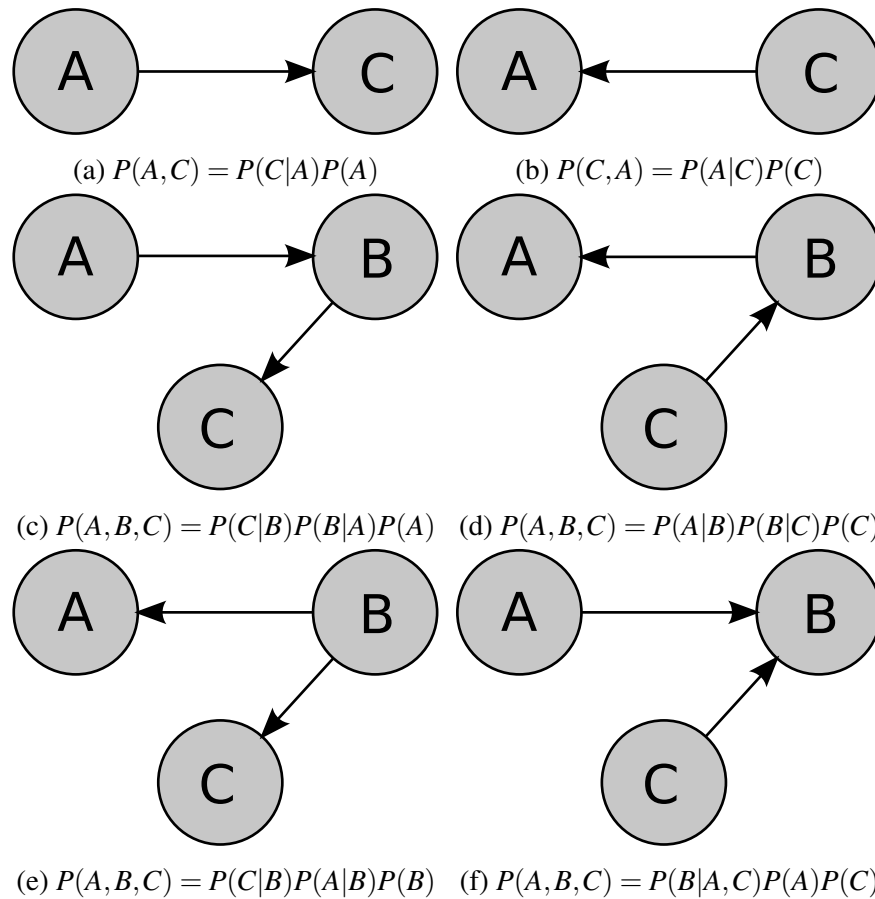 A C A C
(a) P(A,C) = P(C|A)P(A) (b) P(C,A) = P(A|C)P(C)
A B A B
C C
(c) P(A,B,C) = P(C|B)P(B|A)P(A) (d) P(A,B,C) = P(A|B)P(B|C)P(C)
A B A B
C C
(e) P(A,B,C) = P(C|B)P(A|B)P(B) (f) P(A,B,C) = P(B|A,C)P(A)P(C)